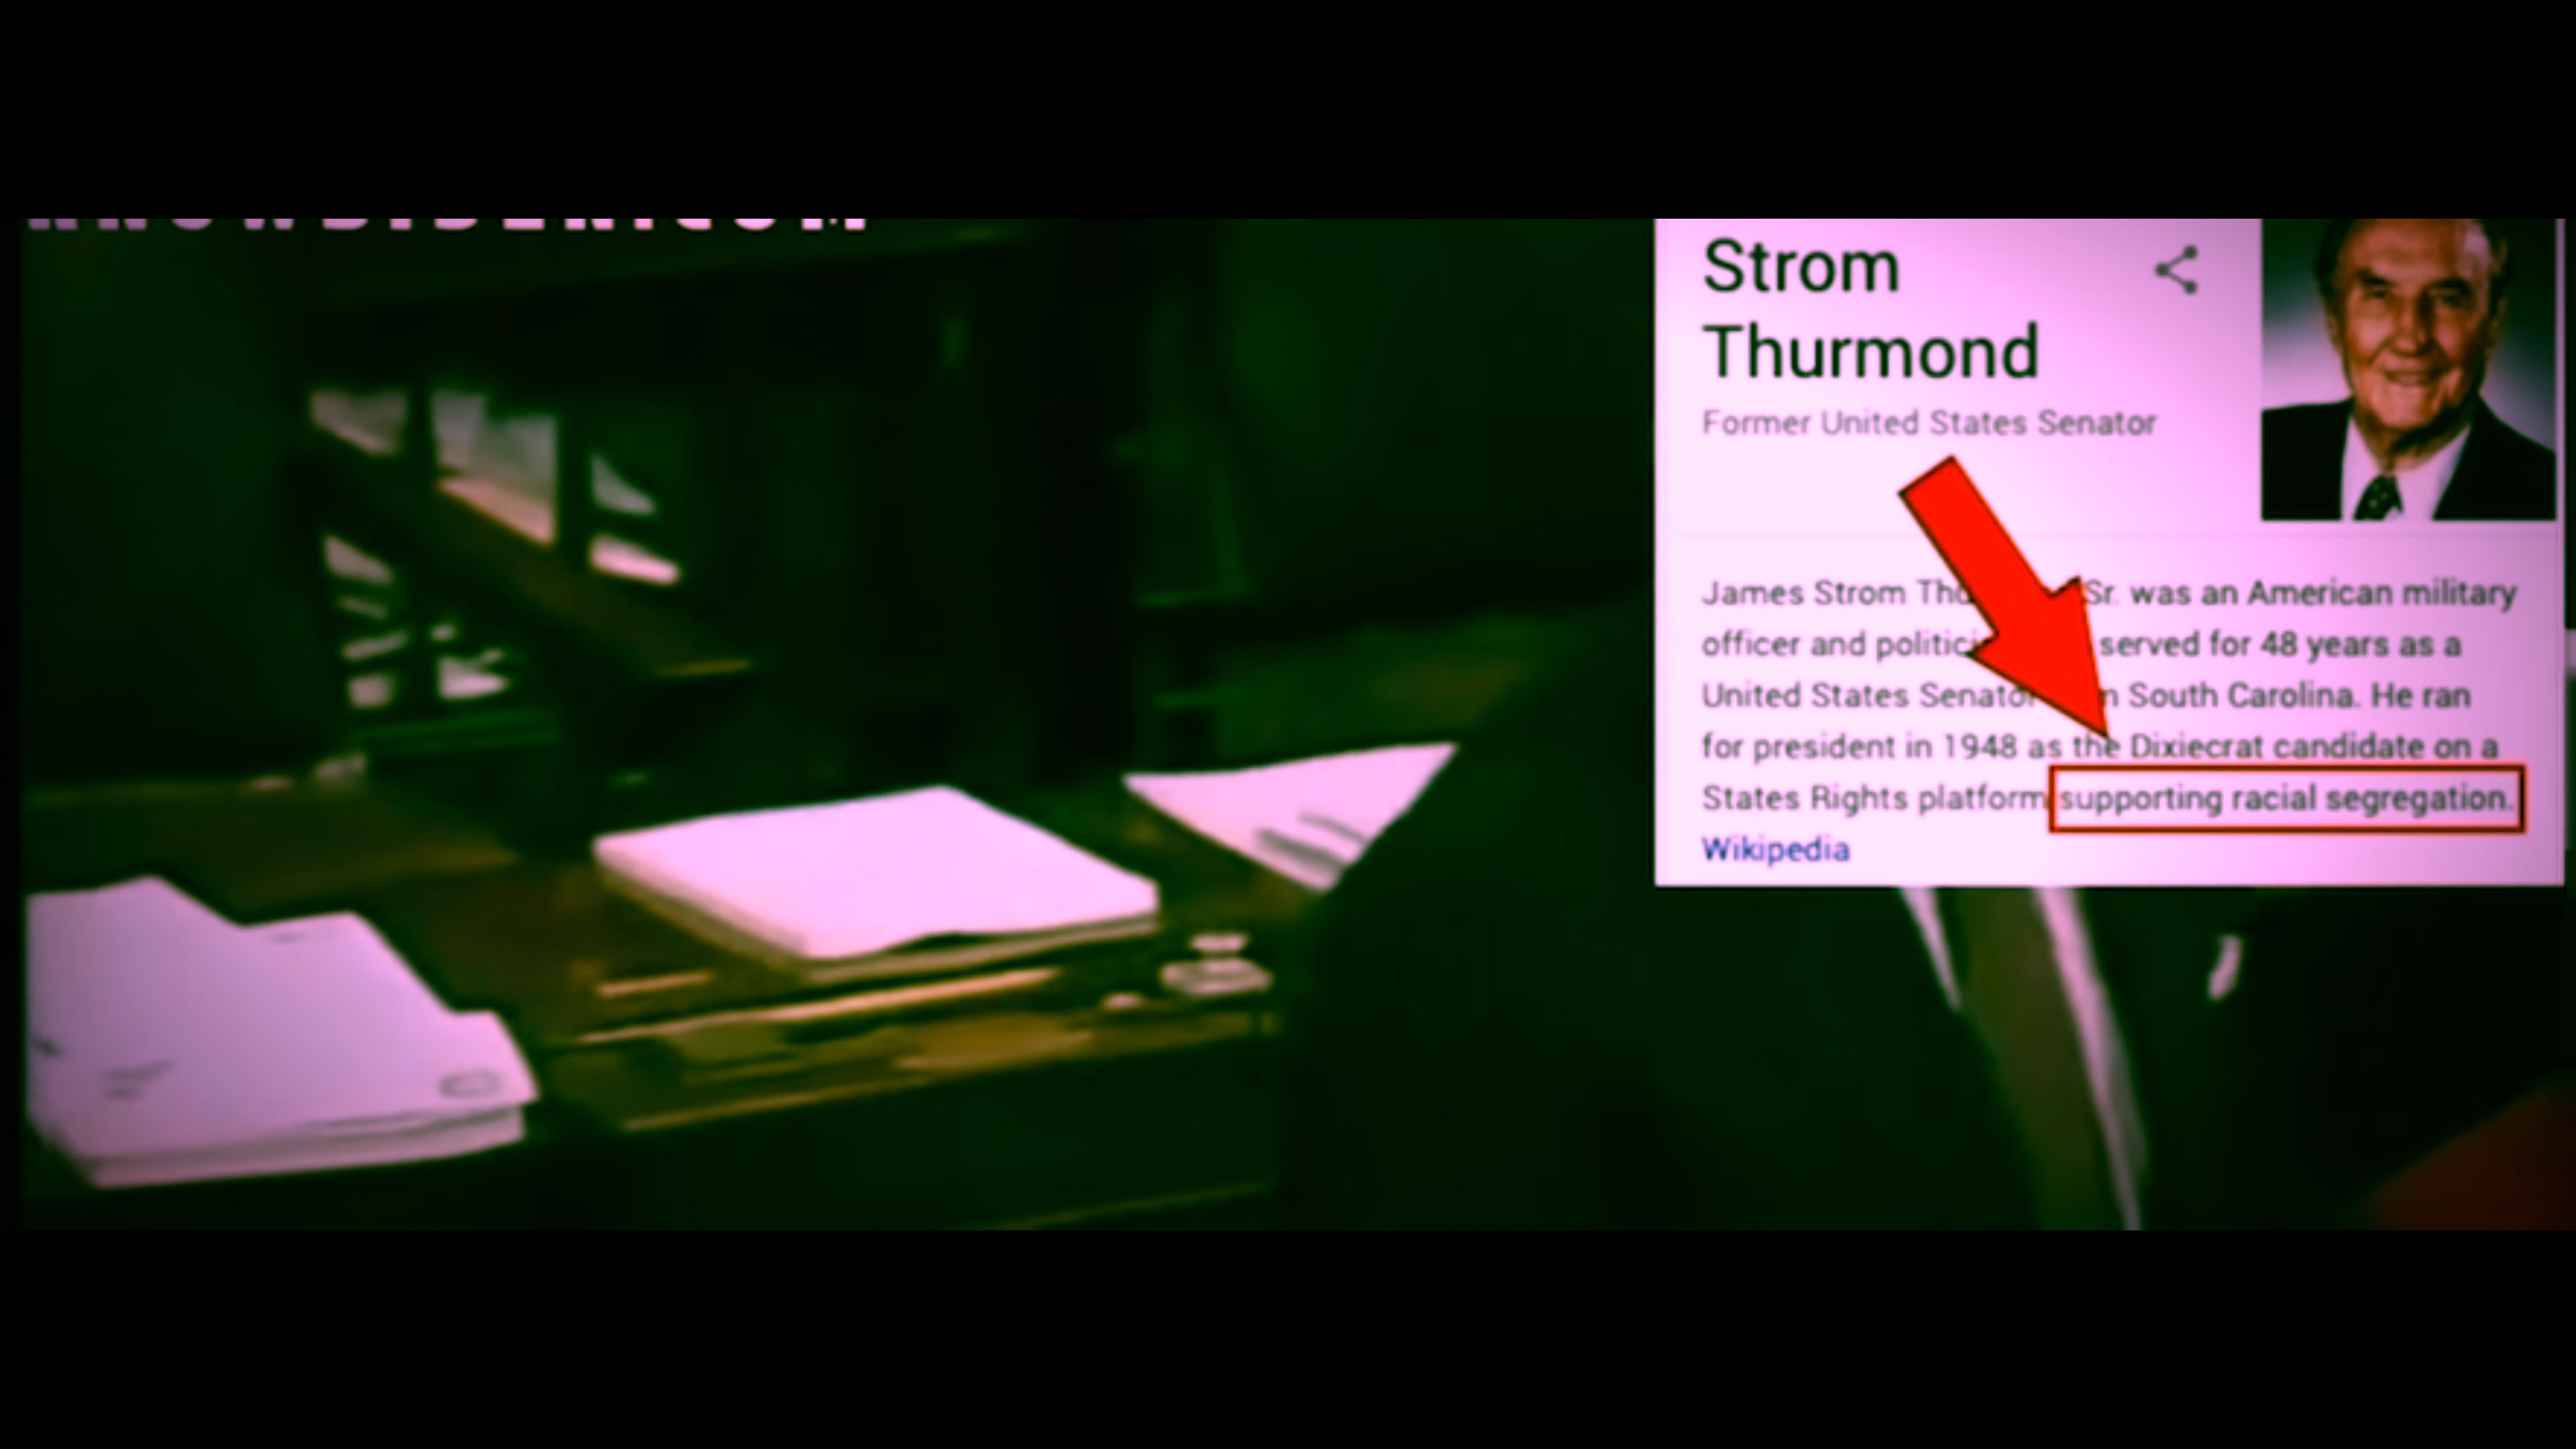 Strom
Thurmond
Former United States Senator
James Strom Sr. was an American military
officer and served for 48 years as a
United States South Carolina. He ran
for president in 1948 as the Dixiecrat candidate on a
States Rights platform supporting racial segregation.
Wikipedia